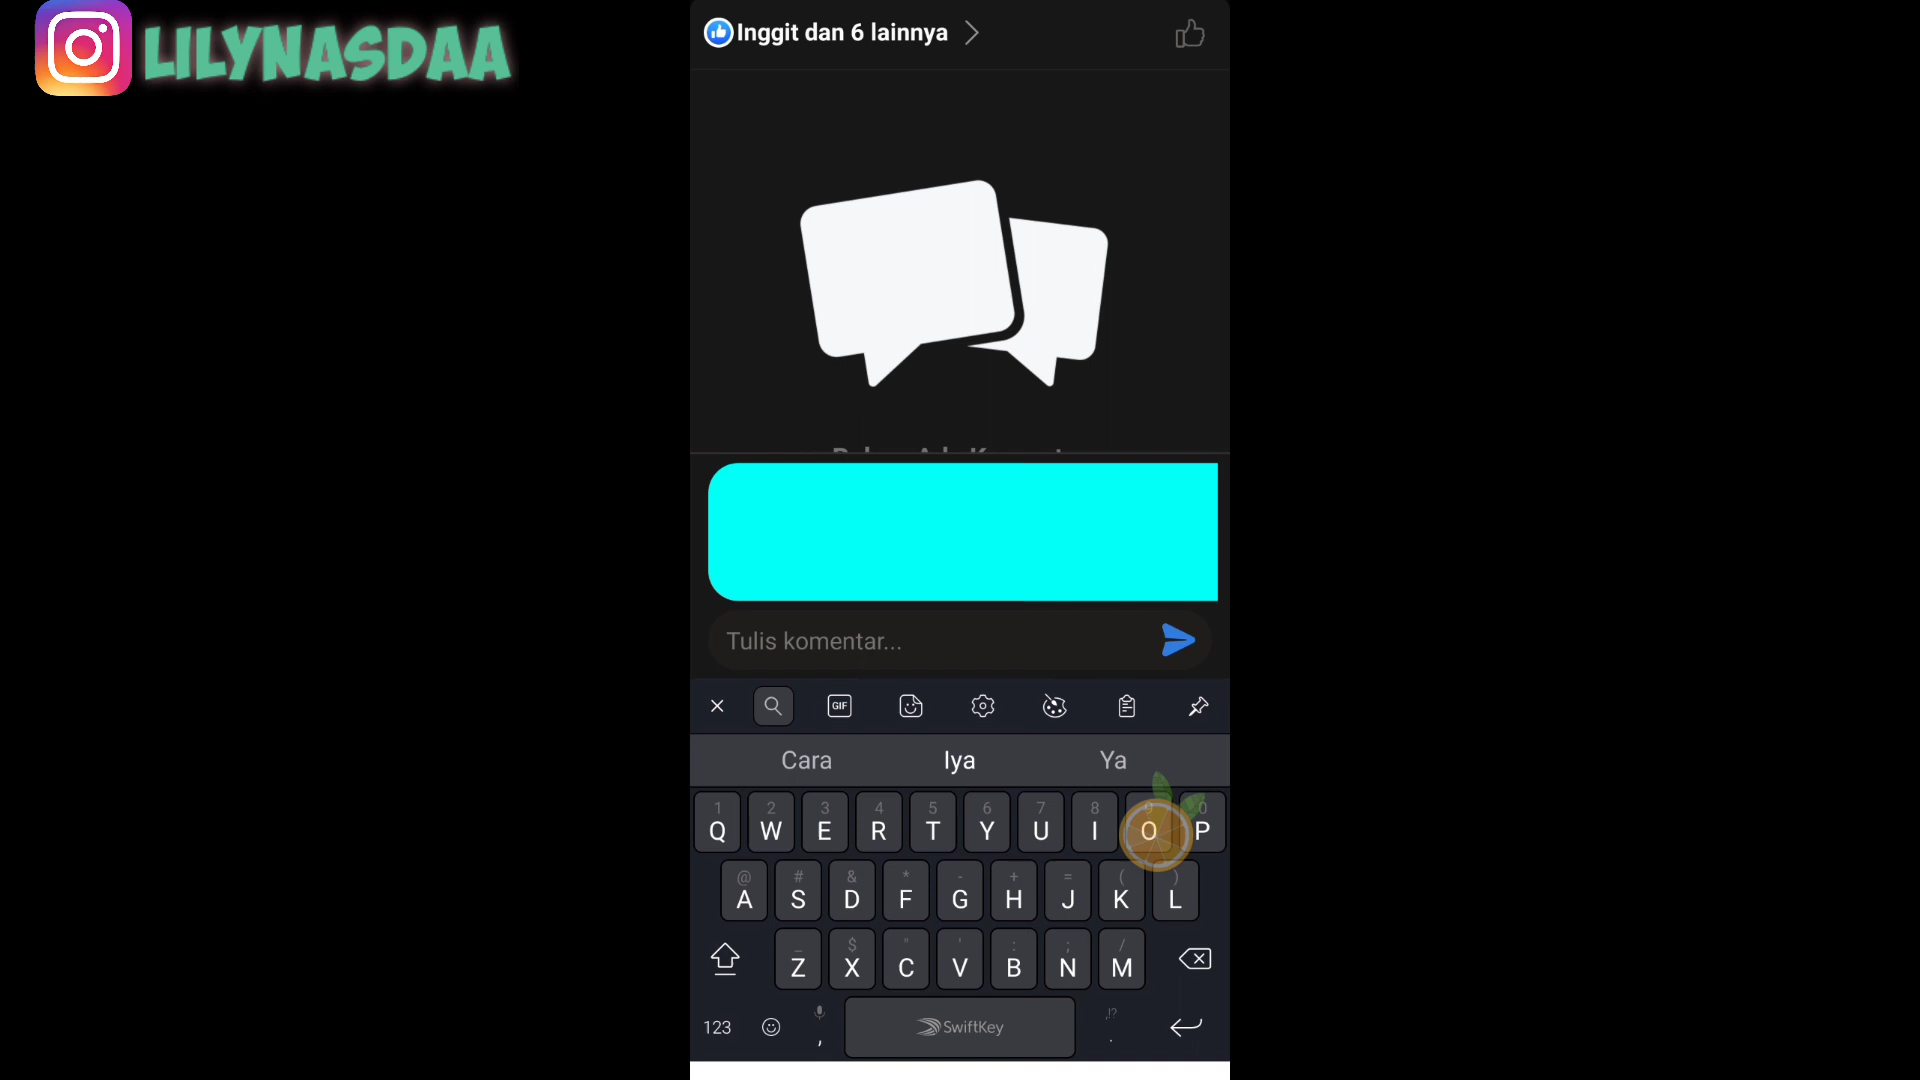 LILYNASDAA
Inggit dan 6 lainnya
Tulis komentar...
GIF
Cara Iya Ya
1 2 3 4 5 6 7 8 9 0
Q W E R T Y U I O P
@ # & * - + = ( )
A S D F G H J K L
_ $ " ' : ; /
Z X C V B N M
123 , SwiftKey ,!? .